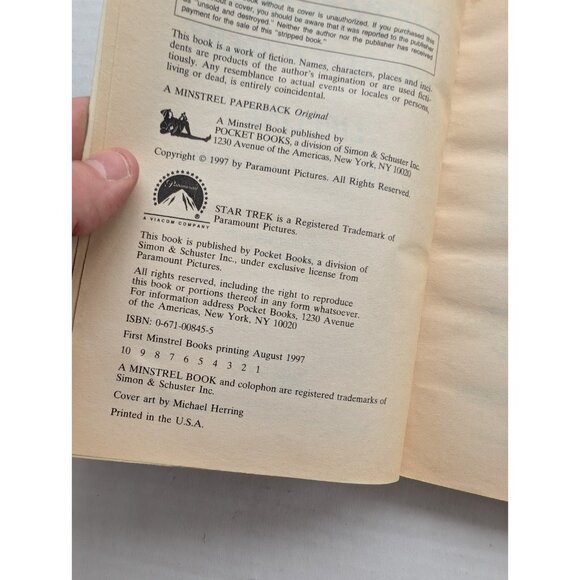 book without its cover is unauthorized. If you purchased this
without a cover, you should be aware that it was reported to the publisher
as "unsold and destroyed." Neither the author nor the publisher has received
payment for the sale of this "stripped book."
This book is a work of fiction. Names, characters, places and inci-
dents are products of the author's imagination or are used ficti-
tiously. Any resemblance to actual events or locales or persons,
living or dead, is entirely coincidental.
A MINSTREL PAPERBACK Original
A Minstrel Book published by
POCKET BOOKS, a division of Simon & Schuster Inc.
1230 Avenue of the Americas, New York, NY 10020
Copyright © 1997 by Paramount Pictures. All Rights Reserved.
Paramount
A VIACOM COMPANY
STAR TREK is a Registered Trademark of
Paramount Pictures.
This book is published by Pocket Books, a division of
Simon & Schuster Inc., under exclusive license from
Paramount Pictures.
All rights reserved, including the right to reproduce
this book or portions thereof in any form whatsoever.
For information address Pocket Books, 1230 Avenue
of the Americas, New York, NY 10020
ISBN: 0-671-00845-5
First Minstrel Books printing August 1997
10 9 8 7 6 5 4 3 2 1
A MINSTREL BOOK and colophon are registered trademarks of
Simon & Schuster Inc.
Cover art by Michael Herring
Printed in the U.S.A.